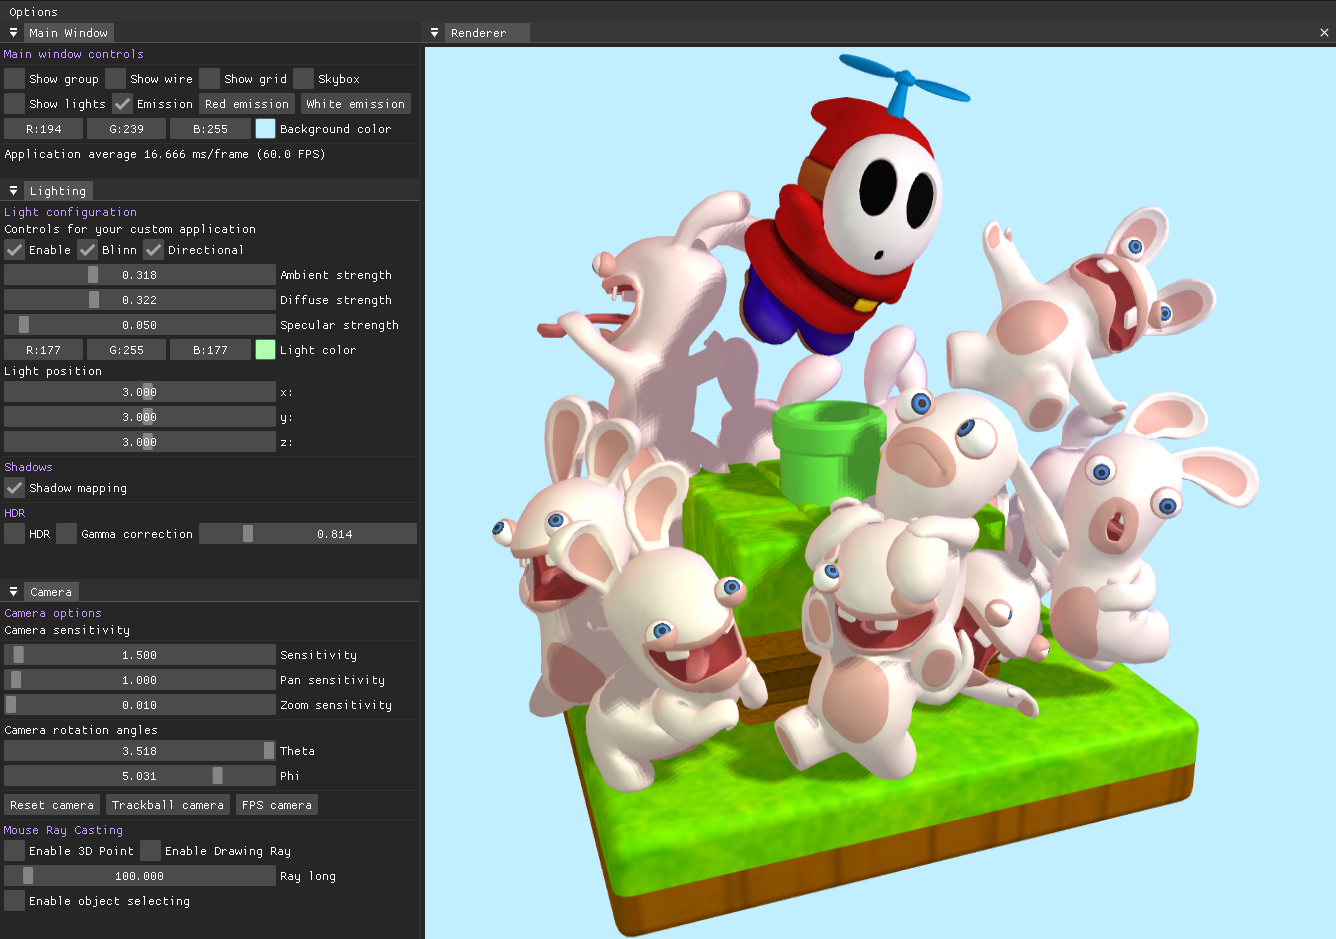 Options
Main Window
Main window controls
Show group Show wire Show grid Skybox
Show lights Emission Red emission White emission
R:194 G:239 B:255 Background color
Application average 16.666 ms/frame (60.0 FPS)
Lighting
Light configuration
Controls for your custom application
Enable Blinn Directional
0.318 Ambient strength
0.322 Diffuse strength
0.050 Specular strength
R:177 G:255 B:177 Light color
Light position
3.000 x:
3.000 y:
3.000 z:
Shadows
Shadow mapping
HDR
HDR Gamma correction 0.814
Camera
Camera options
Camera sensitivity
1.500 Sensitivity
1.000 Pan sensitivity
0.010 Zoom sensitivity
Camera rotation angles
3.518 Theta
5.031 Phi
Reset camera Trackball camera FPS camera
Mouse Ray Casting
Enable 3D Point Enable Drawing Ray
100.000 Ray long
Enable object selecting
Renderer